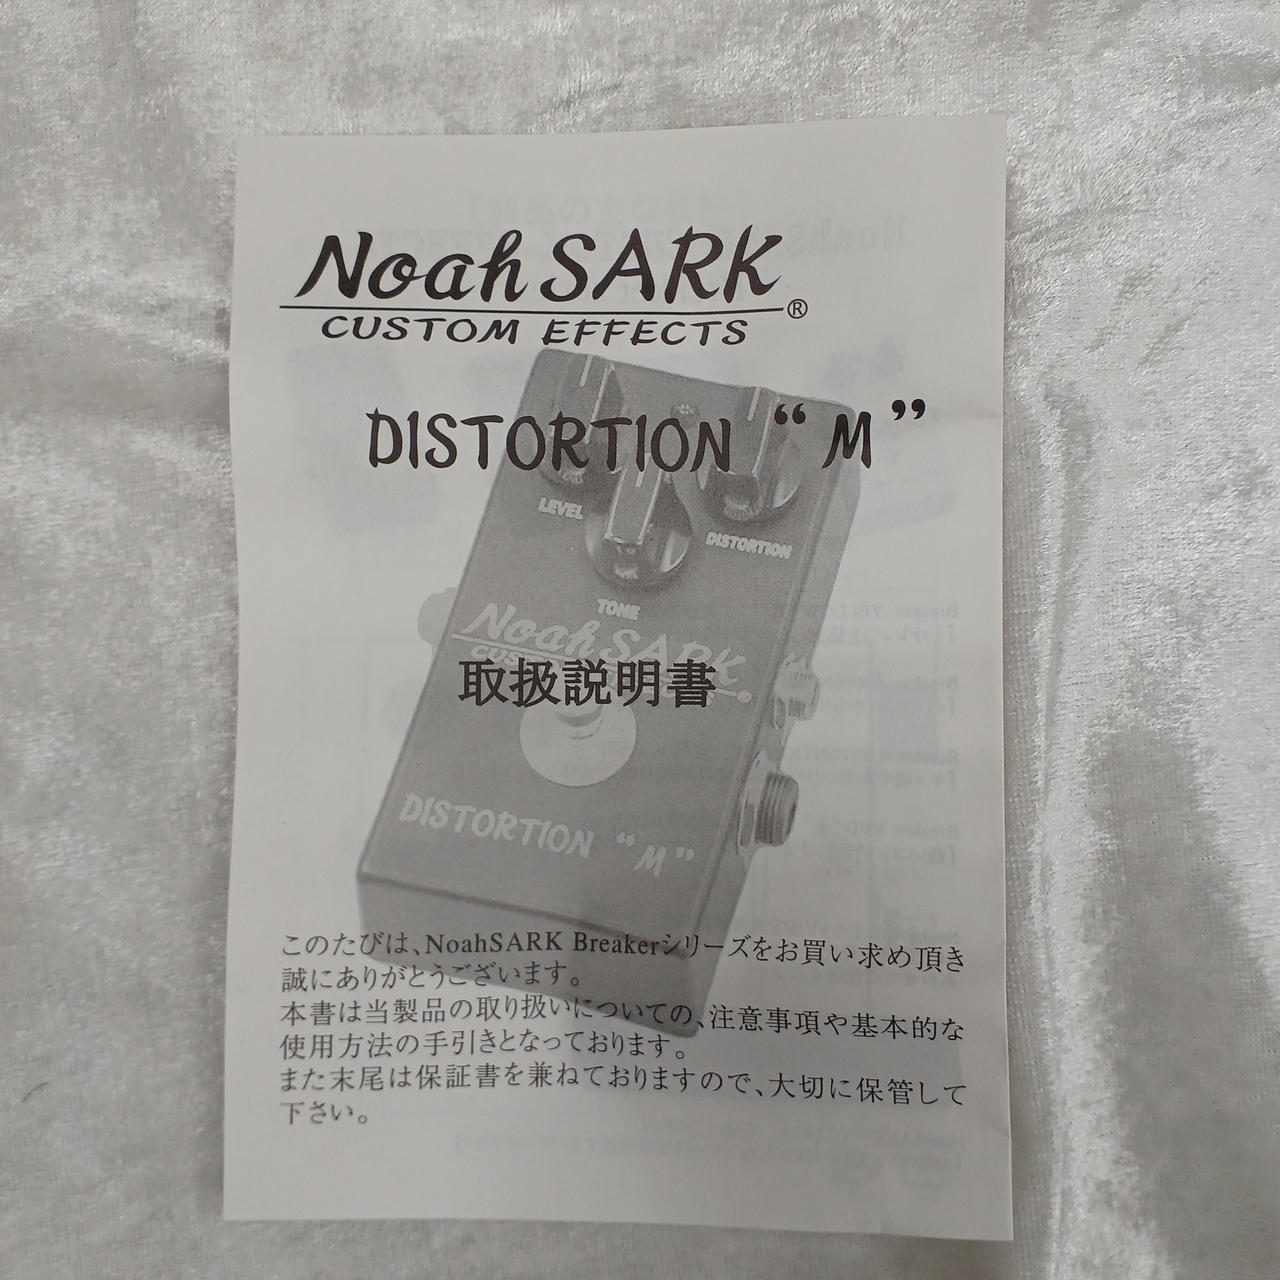 Noah SARK®
CUSTOM EFFECTS
DISTORTION “M”
LEVEL
DISTORTION
TONE
Noah SARK
取扱説明書
DISTORTION “M”
このたびは、NoahSARK Breakerシリーズをお買い求め頂き
誠にありがとうございます。
本書は当製品の取り扱いについての、注意事項や基本的な
使用方法の手引きとなっております。
また末尾は保証書を兼ねておりますので、大切に保管して
下さい。